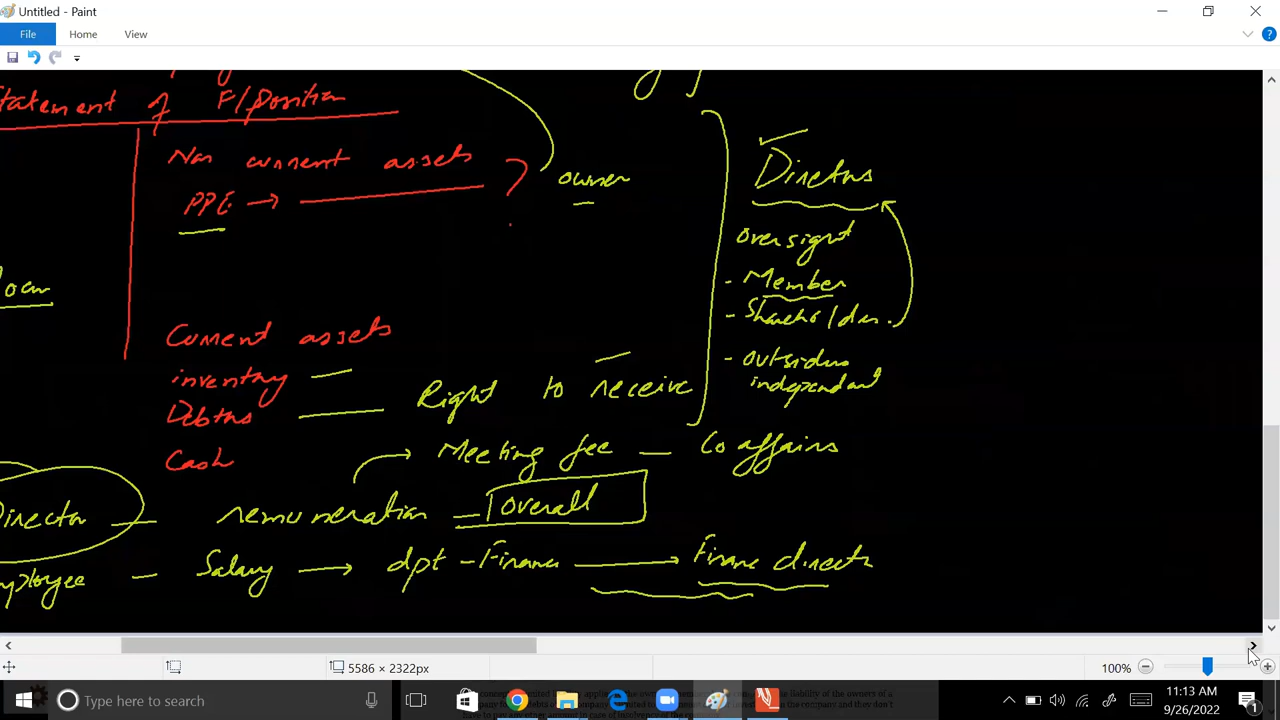 Untitled - Paint
File Home View
Statement of F/position
Non current assets
PPE →
owner
Directors
oversight
- Member
- Shareholders.
- outsiders
independent
loan
Current assets
inventory
Debtors
Cash
Right to receive
Meeting fee — Co affairs
Director — remuneration = Overall
employee — Salary → dpt - Finance → Finance director
5586 × 2322px
100%
Type here to search
11:13 AM
9/26/2022
1